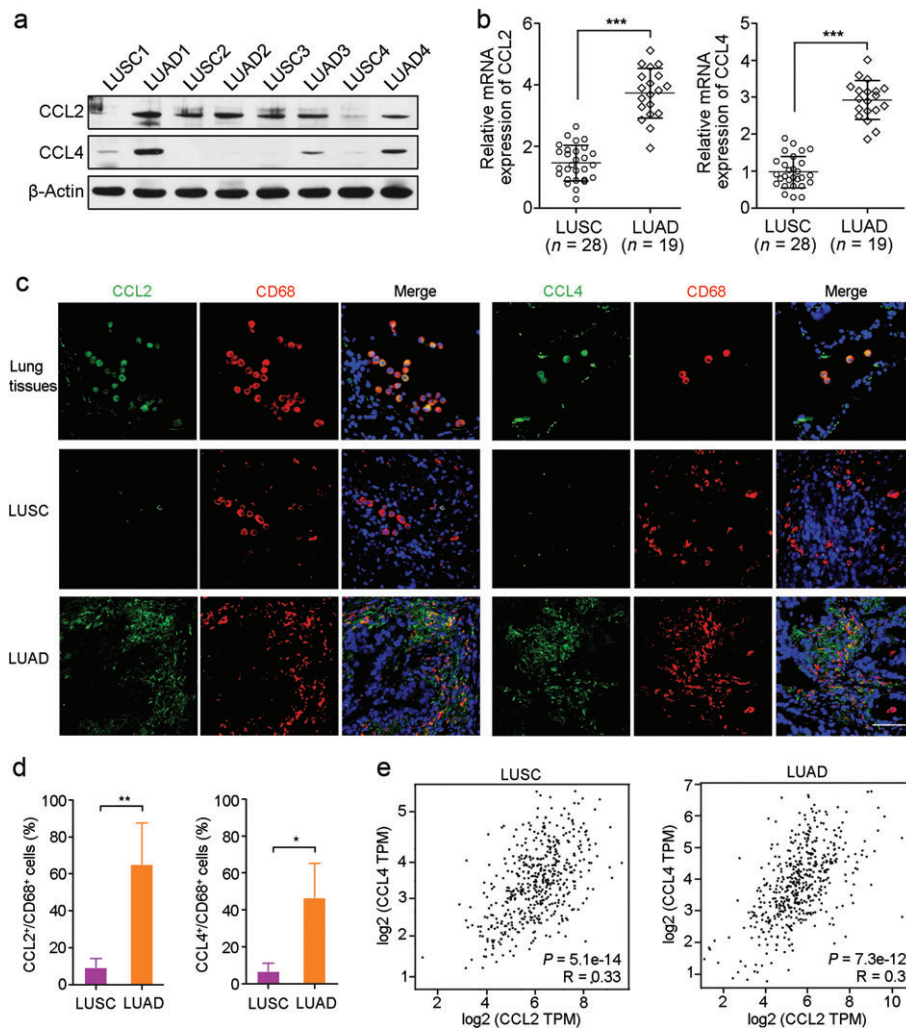 a
LUSC1 LUAD1 LUSC2 LUAD2 LUSC3 LUAD3 LUSC4 LUAD4
CCL2
CCL4
β-Actin
b
Relative mRNA
expression of CCL2
6
4
2
0
***
LUSC LUAD
(n = 28) (n = 19)
Relative mRNA
expression of CCL4
5
4
3
2
1
0
***
LUSC LUAD
(n = 28) (n = 19)
c
CCL2 CD68 Merge CCL4 CD68 Merge
Lung
tissues
LUSC
LUAD
d
CCL2⁺/CD68⁺ cells (%)
100
80
60
40
20
0
**
LUSC LUAD
CCL4⁺/CD68⁺ cells (%)
100
80
60
40
20
0
*
LUSC LUAD
e
LUSC
log2 (CCL4 TPM)
5
4
3
2
1
P = 5.1e-14
R = 0.33
2 4 6 8
log2 (CCL2 TPM)
LUAD
log2 (CCL4 TPM)
7
6
5
4
3
2
1
P = 7.3e-12
R = 0.3
2 4 6 8 10
log2 (CCL2 TPM)